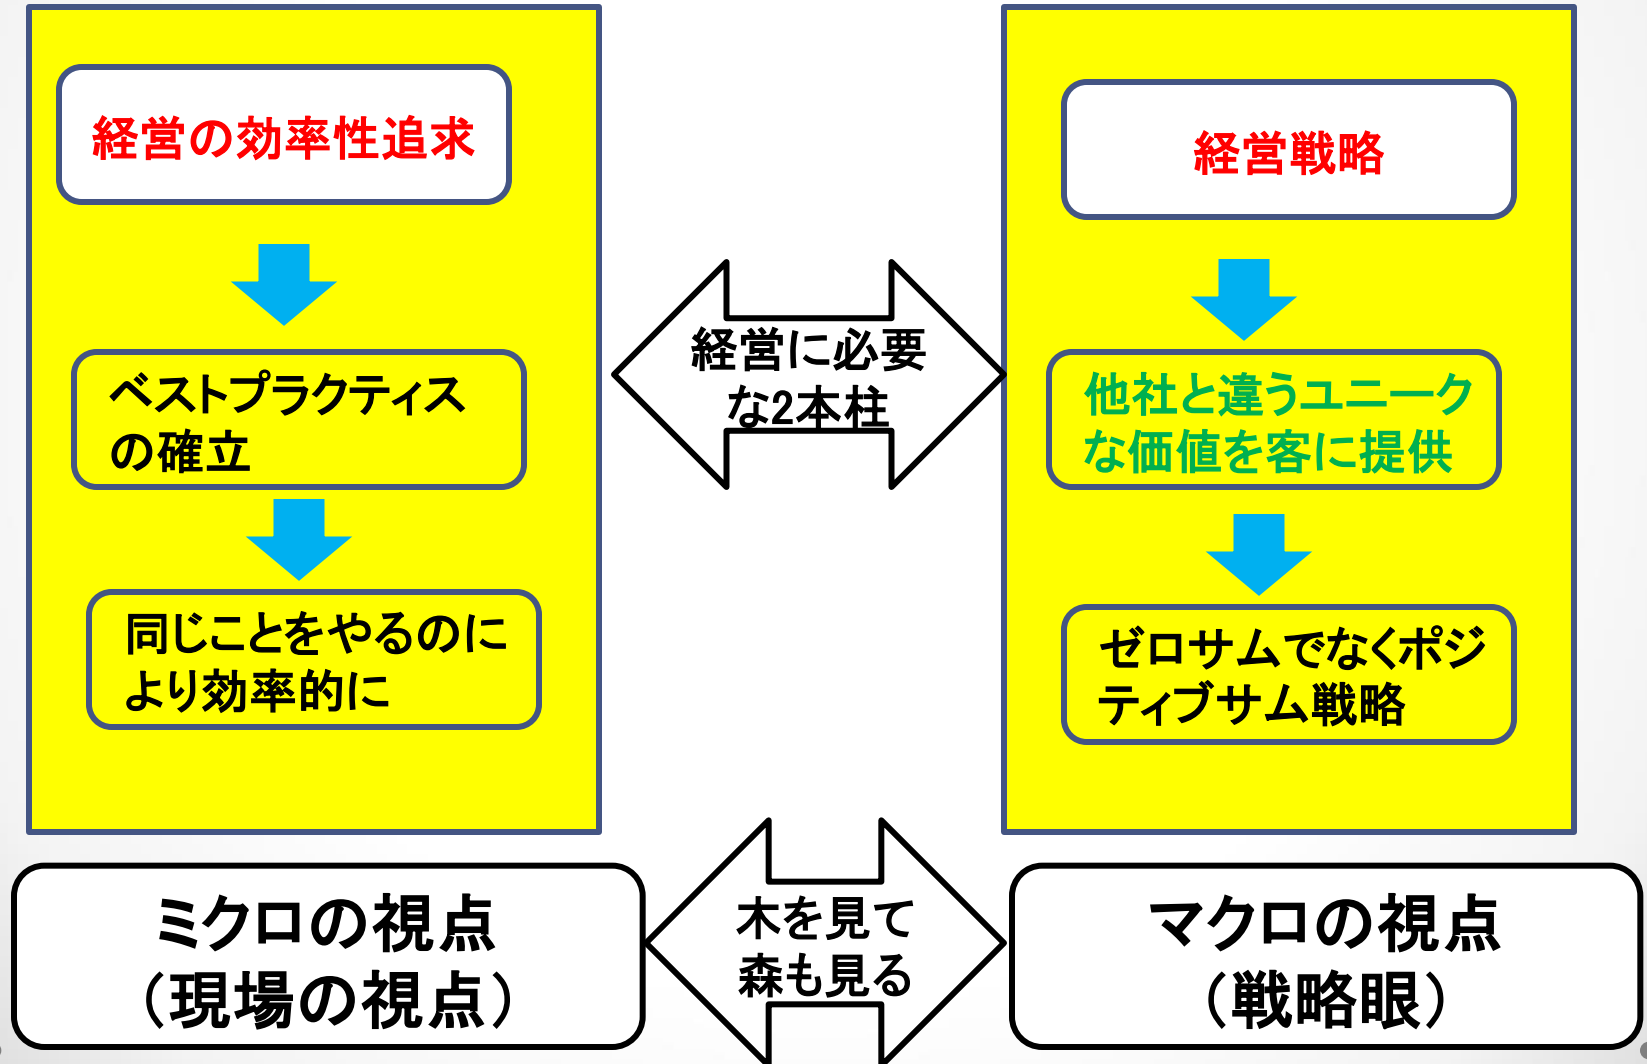 経営の効率性追求
ベストプラクティス
の確立
同じことをやるのに
より効率的に
経営に必要
な2本柱
経営戦略
他社と違うユニーク
な価値を客に提供
ゼロサムでなくポジ
ティブサム戦略
ミクロの視点
（現場の視点）
木を見て
森も見る
マクロの視点
（戦略眼）